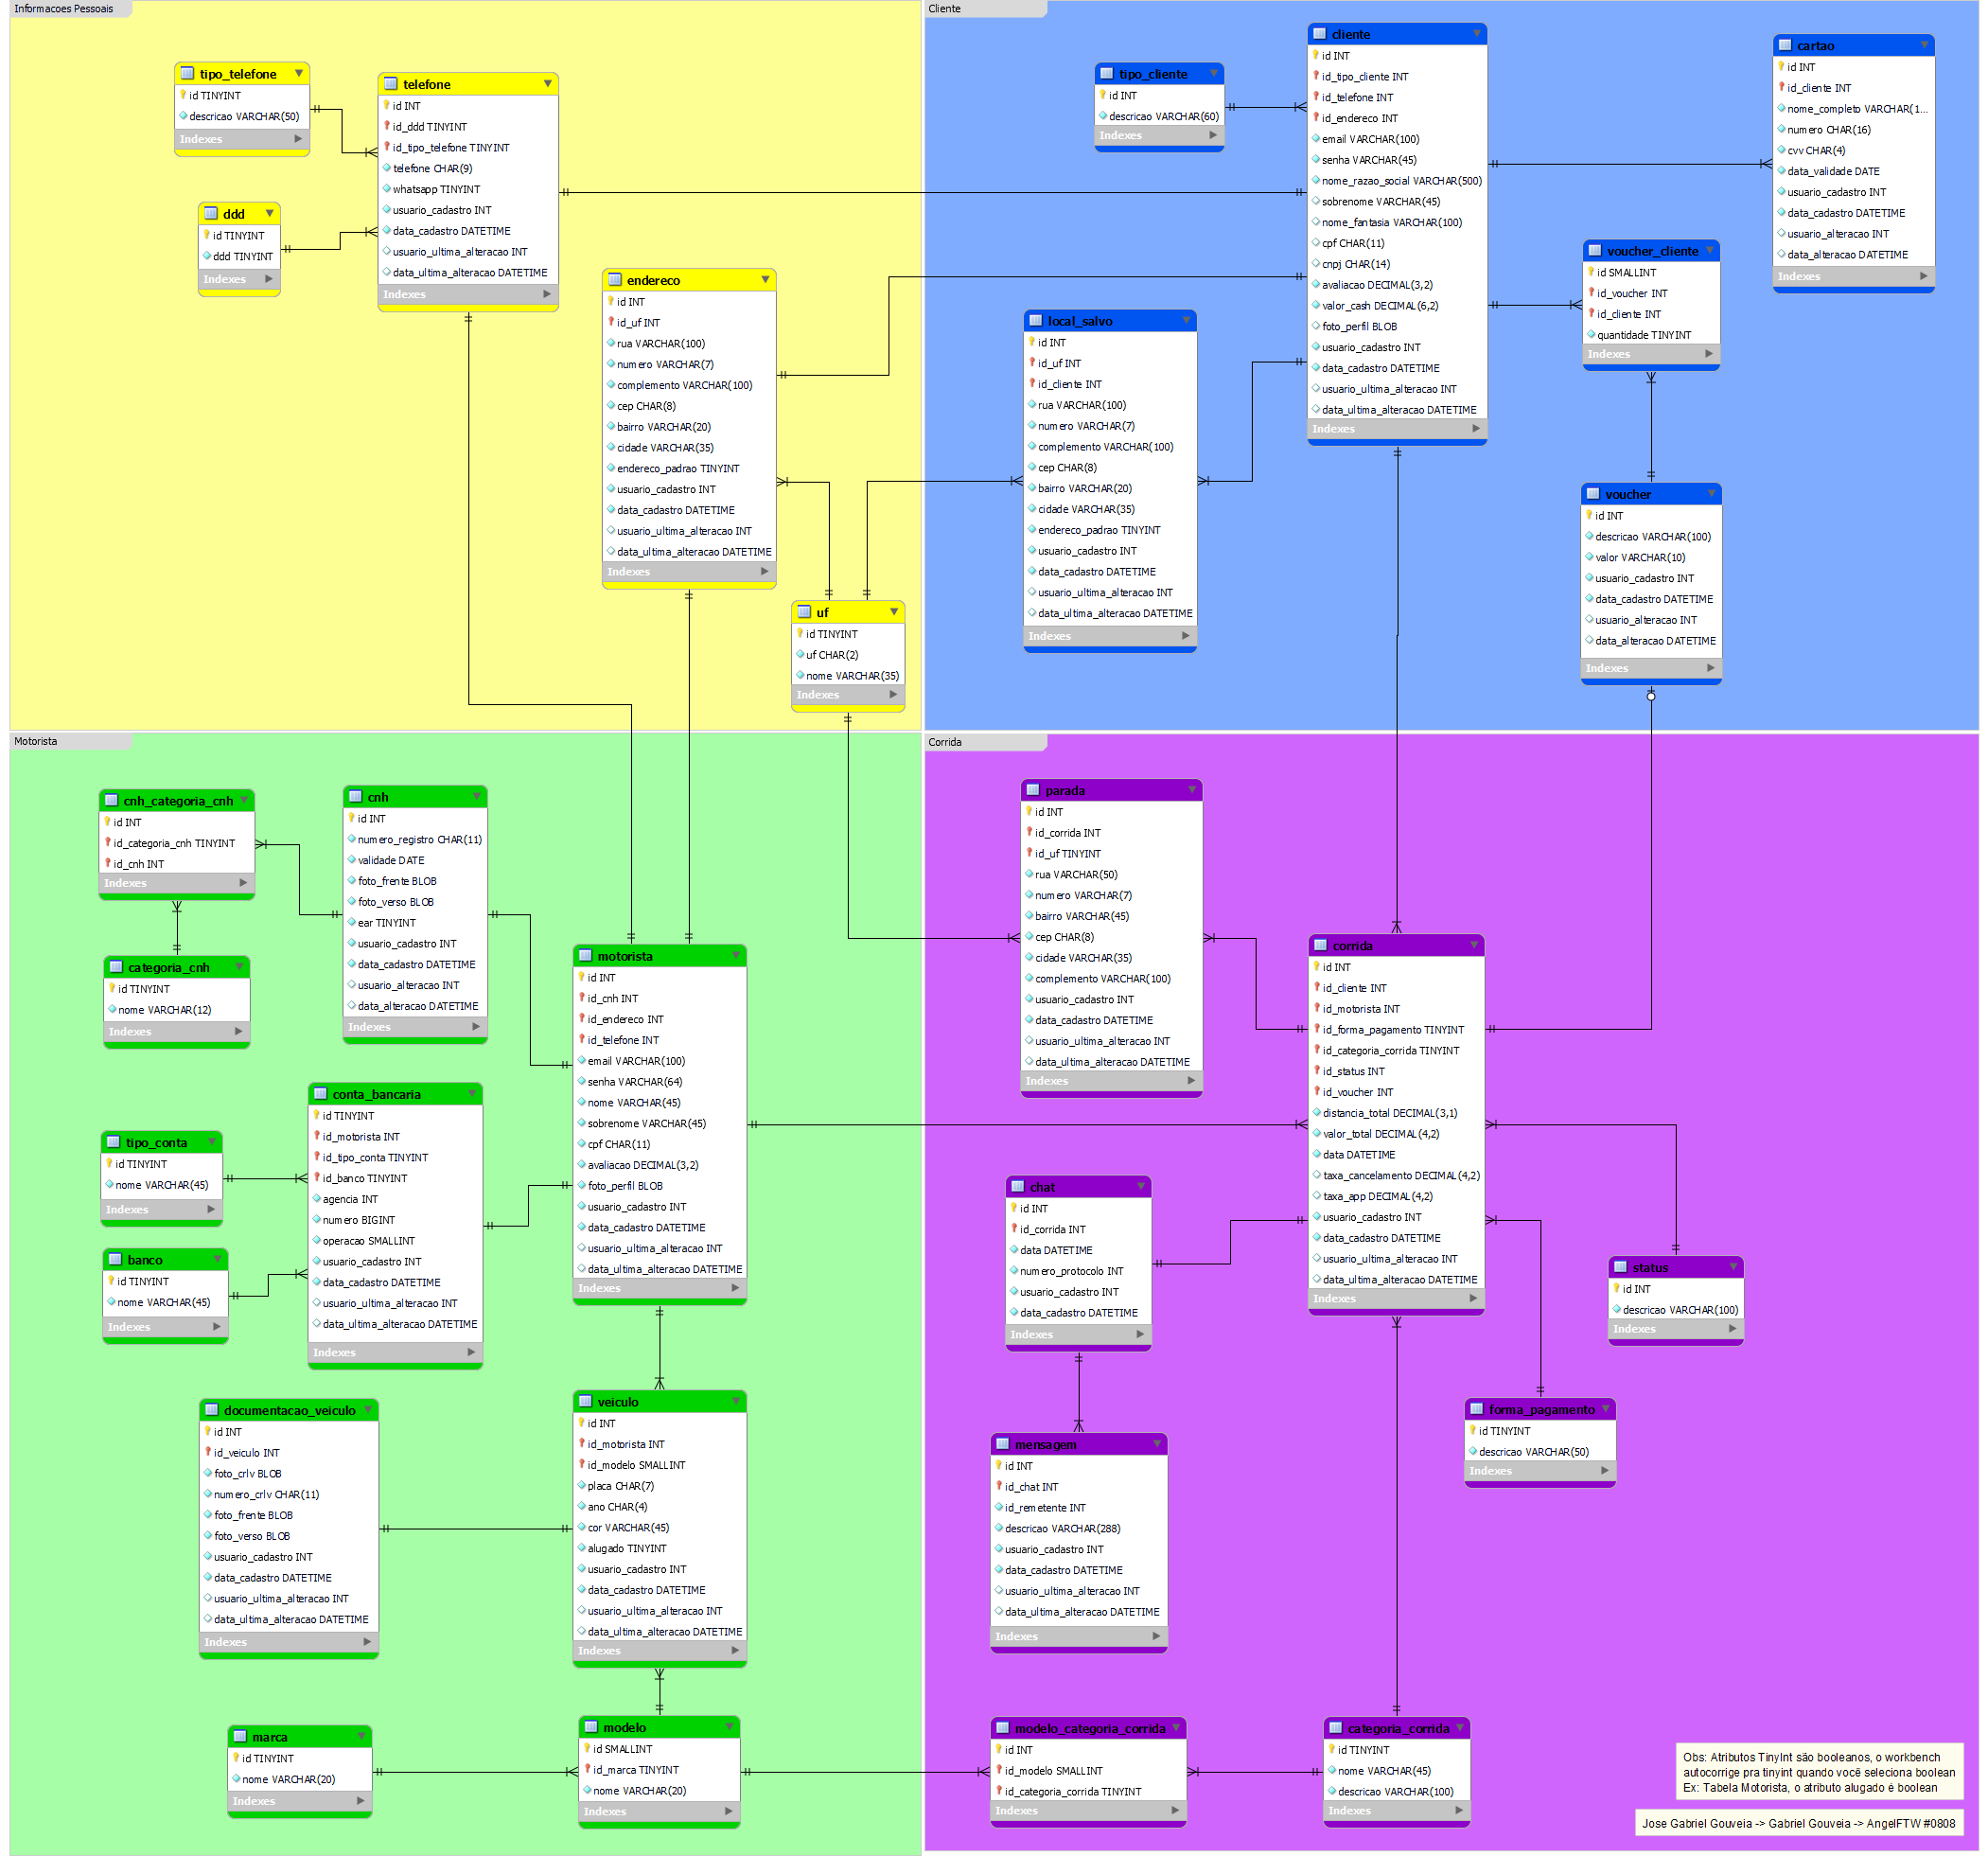 Informacoes Pessoais
tipo_telefone
id TINYINT
descricao VARCHAR(50)
Indexes
telefone
id INT
id_ddd TINYINT
id_tipo_telefone TINYINT
telefone CHAR(9)
whatsapp TINYINT
usuario_cadastro INT
data_cadastro DATETIME
usuario_ultima_alteracao INT
data_ultima_alteracao DATETIME
Indexes
ddd
id TINYINT
ddd TINYINT
Indexes
endereco
id INT
id_uf INT
rua VARCHAR(100)
numero VARCHAR(7)
complemento VARCHAR(100)
cep CHAR(8)
bairro VARCHAR(20)
cidade VARCHAR(35)
endereco_padrao TINYINT
usuario_cadastro INT
data_cadastro DATETIME
usuario_ultima_alteracao INT
data_ultima_alteracao DATETIME
Indexes
uf
id TINYINT
uf CHAR(2)
nome VARCHAR(35)
Indexes
Cliente
tipo_cliente
id INT
descricao VARCHAR(60)
Indexes
cliente
id INT
id_tipo_cliente INT
id_telefone INT
id_endereco INT
email VARCHAR(100)
senha VARCHAR(45)
nome_razao_social VARCHAR(500)
sobrenome VARCHAR(45)
nome_fantasia VARCHAR(100)
cpf CHAR(11)
cnpj CHAR(14)
avaliacao DECIMAL(3,2)
valor_cash DECIMAL(6,2)
foto_perfil BLOB
usuario_cadastro INT
data_cadastro DATETIME
usuario_ultima_alteracao INT
data_ultima_alteracao DATETIME
Indexes
cartao
id INT
id_cliente INT
nome_completo VARCHAR(1...
numero CHAR(16)
cvv CHAR(4)
data_validade DATE
usuario_cadastro INT
data_cadastro DATETIME
usuario_alteracao INT
data_alteracao DATETIME
Indexes
voucher_cliente
id SMALLINT
id_voucher INT
id_cliente INT
quantidade TINYINT
Indexes
local_salvo
id INT
id_uf INT
id_cliente INT
rua VARCHAR(100)
numero VARCHAR(7)
complemento VARCHAR(100)
cep CHAR(8)
bairro VARCHAR(20)
cidade VARCHAR(35)
endereco_padrao TINYINT
usuario_cadastro INT
data_cadastro DATETIME
usuario_ultima_alteracao INT
data_ultima_alteracao DATETIME
Indexes
voucher
id INT
descricao VARCHAR(100)
valor VARCHAR(10)
usuario_cadastro INT
data_cadastro DATETIME
usuario_alteracao INT
data_alteracao DATETIME
Indexes
Motorista
cnh_categoria_cnh
id INT
id_categoria_cnh TINYINT
id_cnh INT
Indexes
cnh
id INT
numero_registro CHAR(11)
validade DATE
foto_frente BLOB
foto_verso BLOB
ear TINYINT
usuario_cadastro INT
data_cadastro DATETIME
usuario_alteracao INT
data_alteracao DATETIME
Indexes
categoria_cnh
id TINYINT
nome VARCHAR(12)
Indexes
motorista
id INT
id_cnh INT
id_endereco INT
id_telefone INT
email VARCHAR(100)
senha VARCHAR(64)
nome VARCHAR(45)
sobrenome VARCHAR(45)
cpf CHAR(11)
avaliacao DECIMAL(3,2)
foto_perfil BLOB
usuario_cadastro INT
data_cadastro DATETIME
usuario_ultima_alteracao INT
data_ultima_alteracao DATETIME
Indexes
conta_bancaria
id TINYINT
id_motorista INT
id_tipo_conta TINYINT
id_banco TINYINT
agencia INT
numero BIGINT
operacao SMALLINT
usuario_cadastro INT
data_cadastro DATETIME
usuario_ultima_alteracao INT
data_ultima_alteracao DATETIME
Indexes
tipo_conta
id TINYINT
nome VARCHAR(45)
Indexes
banco
id TINYINT
nome VARCHAR(45)
Indexes
documentacao_veiculo
id INT
id_veiculo INT
foto_crlv BLOB
numero_crlv CHAR(11)
foto_frente BLOB
foto_verso BLOB
usuario_cadastro INT
data_cadastro DATETIME
usuario_ultima_alteracao INT
data_ultima_alteracao DATETIME
Indexes
veiculo
id INT
id_motorista INT
id_modelo SMALLINT
placa CHAR(7)
ano CHAR(4)
cor VARCHAR(45)
alugado TINYINT
usuario_cadastro INT
data_cadastro DATETIME
usuario_ultima_alteracao INT
data_ultima_alteracao DATETIME
Indexes
marca
id TINYINT
nome VARCHAR(20)
Indexes
modelo
id SMALLINT
id_marca TINYINT
nome VARCHAR(20)
Indexes
Corrida
parada
id INT
id_corrida INT
id_uf TINYINT
rua VARCHAR(50)
numero VARCHAR(7)
bairro VARCHAR(45)
cep CHAR(8)
cidade VARCHAR(35)
complemento VARCHAR(100)
usuario_cadastro INT
data_cadastro DATETIME
usuario_ultima_alteracao INT
data_ultima_alteracao DATETIME
Indexes
corrida
id INT
id_cliente INT
id_motorista INT
id_forma_pagamento TINYINT
id_categoria_corrida TINYINT
id_status INT
id_voucher INT
distancia_total DECIMAL(3,1)
valor_total DECIMAL(4,2)
data DATETIME
taxa_cancelamento DECIMAL(4,2)
taxa_app DECIMAL(4,2)
usuario_cadastro INT
data_cadastro DATETIME
usuario_ultima_alteracao INT
data_ultima_alteracao DATETIME
Indexes
chat
id INT
id_corrida INT
data DATETIME
numero_protocolo INT
usuario_cadastro INT
data_cadastro DATETIME
Indexes
status
id INT
descricao VARCHAR(100)
Indexes
forma_pagamento
id TINYINT
descricao VARCHAR(50)
Indexes
mensagem
id INT
id_chat INT
id_remetente INT
descricao VARCHAR(288)
usuario_cadastro INT
data_cadastro DATETIME
usuario_ultima_alteracao INT
data_ultima_alteracao DATETIME
Indexes
modelo_categoria_corrida
id INT
id_modelo SMALLINT
id_categoria_corrida TINYINT
Indexes
categoria_corrida
id TINYINT
nome VARCHAR(45)
descricao VARCHAR(100)
Indexes
Obs: Atributos TinyInt são booleanos, o workbench
autocorrige pra tinyint quando você seleciona boolean
Ex: Tabela Motorista, o atributo alugado é boolean
Jose Gabriel Gouveia -> Gabriel Gouveia -> AngelFTW #0808